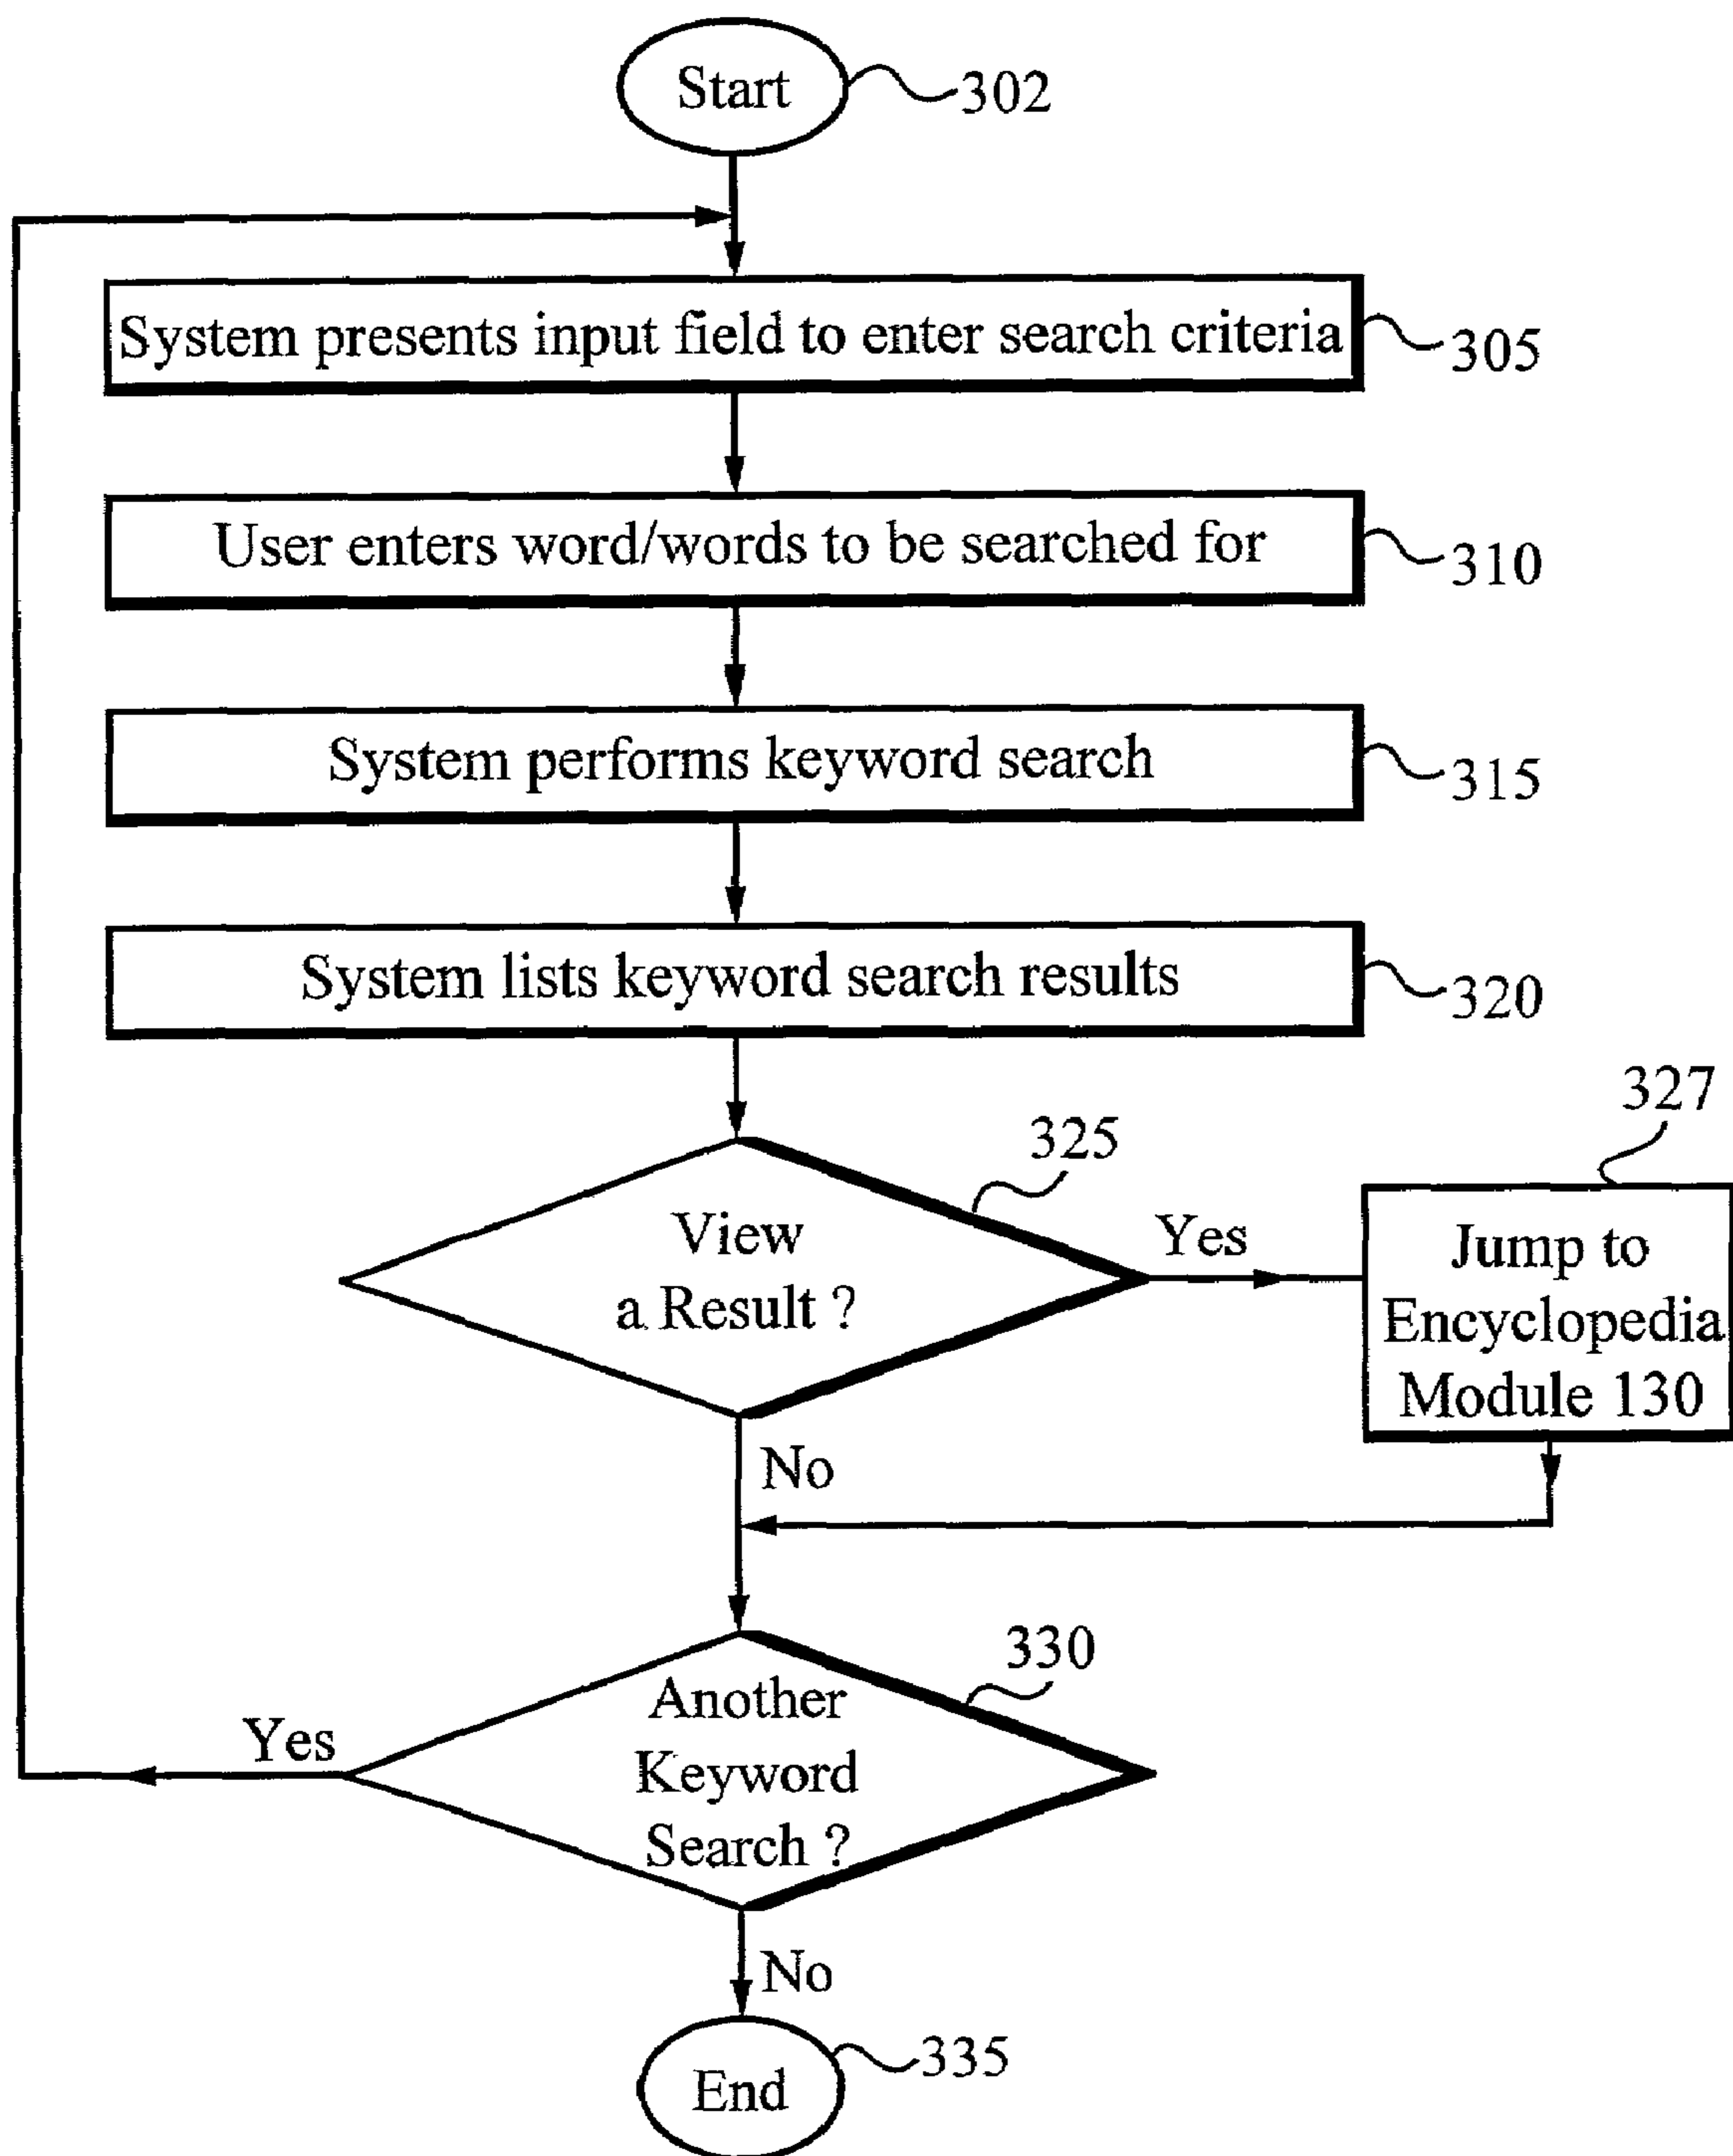 Start
302
System presents input field to enter search criteria
305
User enters word/words to be searched for
310
System performs keyword search
315
System lists keyword search results
320
325
327
View
a Result ?
Yes
Jump to
Encyclopedia
Module 130
No
330
Another
Keyword
Search ?
Yes
No
335
End